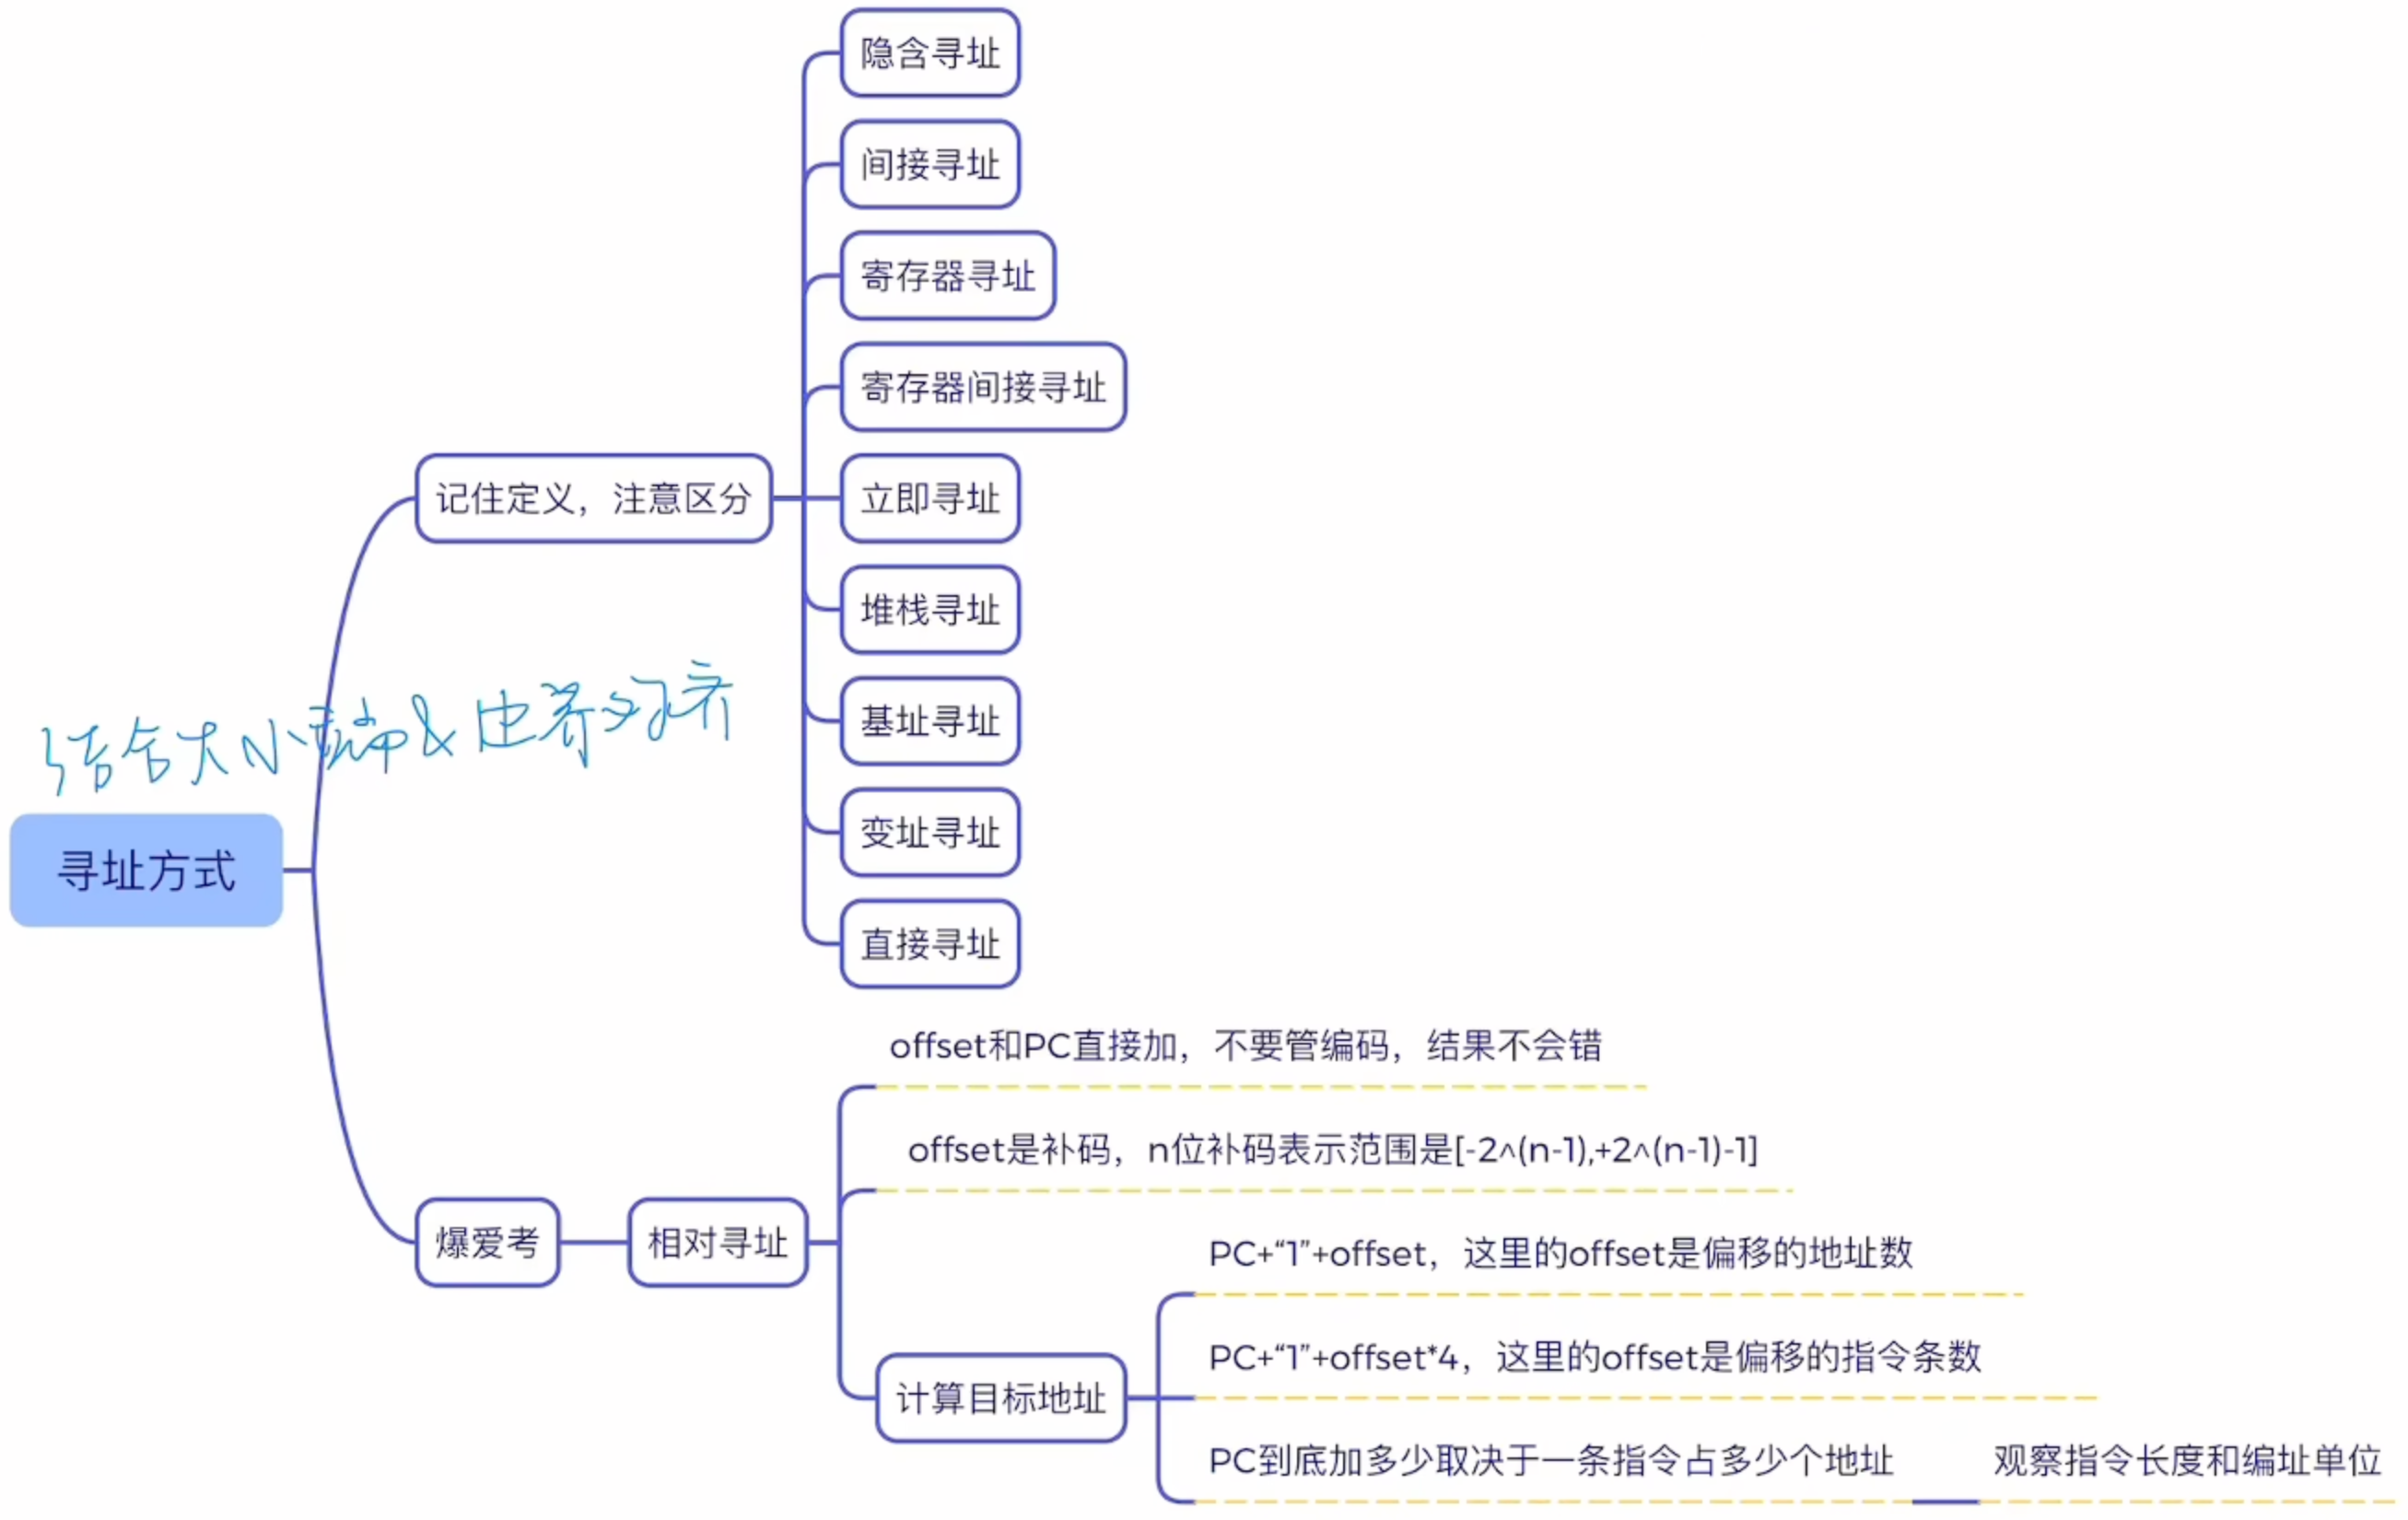 隐含寻址
间接寻址
寄存器寻址
寄存器间接寻址
记住定义，注意区分
立即寻址
堆栈寻址
基址寻址
变址寻址
直接寻址
结合大小端&边界对齐
寻址方式
offset和PC直接加，不要管编码，结果不会错
offset是补码，n位补码表示范围是[-2^(n-1),+2^(n-1)-1]
爆爱考
相对寻址
PC+“1”+offset，这里的offset是偏移的地址数
PC+“1”+offset*4，这里的offset是偏移的指令条数
计算目标地址
PC到底加多少取决于一条指令占多少个地址
观察指令长度和编址单位